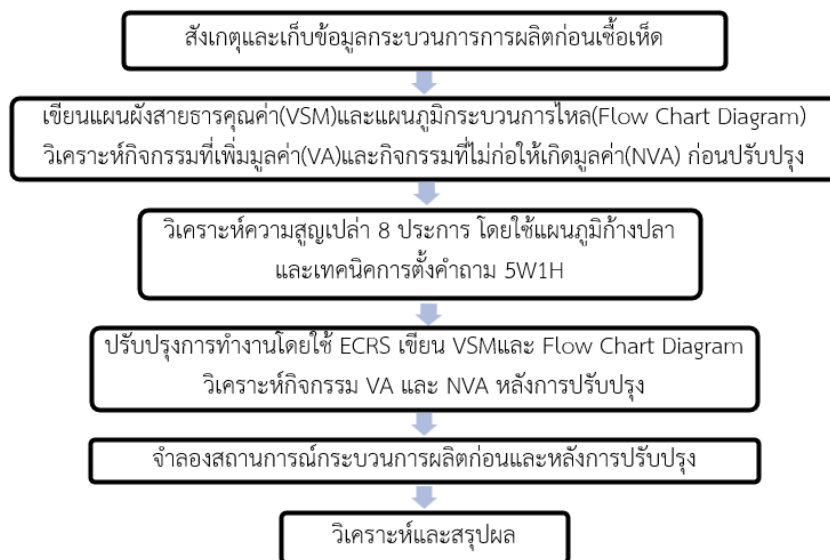 สังเกตุและเก็บข้อมูลกระบวนการการผลิตก่อนเชื้อเห็ด
เขียนแผนผังสายธารคุณค่า(VSM)และแผนภูมิกระบวนการไหล(Flow Chart Diagram)
วิเคราะห์กิจกรรมที่เพิ่มมูลค่า(VA)และกิจกรรมที่ไม่ก่อให้เกิดมูลค่า(NVA) ก่อนปรับปรุง
วิเคราะห์ความสูญเปล่า 8 ประการ โดยใช้แผนภูมิก้างปลา
และเทคนิคการตั้งคำถาม 5W1H
ปรับปรุงการทำงานโดยใช้ ECRS เขียน VSMและ Flow Chart Diagram
วิเคราะห์กิจกรรม VA และ NVA หลังการปรับปรุง
จำลองสถานการณ์กระบวนการผลิตก่อนและหลังการปรับปรุง
วิเคราะห์และสรุปผล